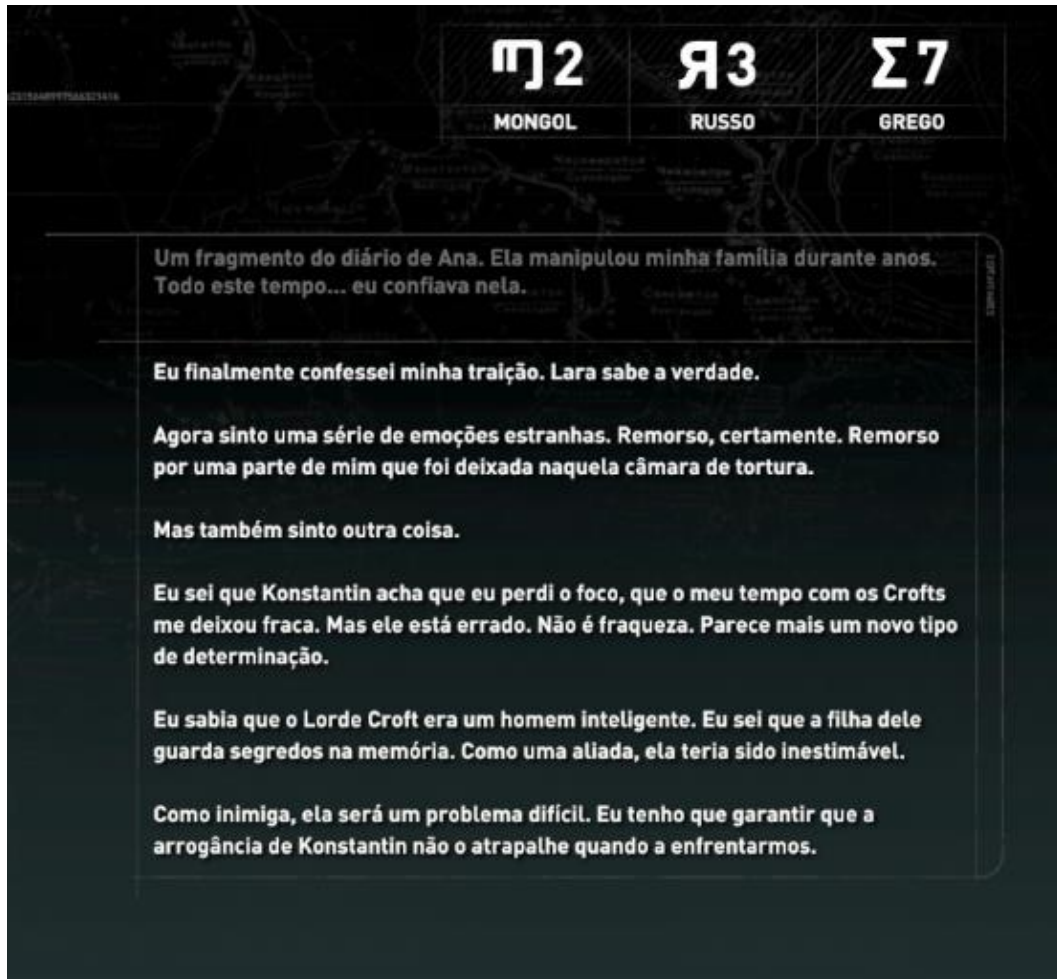 ᠢ 2 Я3 Σ7
MONGOL RUSSO GREGO
Um fragmento do diário de Ana. Ela manipulou minha família durante anos.
Todo este tempo... eu confiava nela.
Eu finalmente confessei minha traição. Lara sabe a verdade.
Agora sinto uma série de emoções estranhas. Remorso, certamente. Remorso
por uma parte de mim que foi deixada naquela câmara de tortura.
Mas também sinto outra coisa.
Eu sei que Konstantin acha que eu perdi o foco, que o meu tempo com os Crofts
me deixou fraca. Mas ele está errado. Não é fraqueza. Parece mais um novo tipo
de determinação.
Eu sabia que o Lorde Croft era um homem inteligente. Eu sei que a filha dele
guarda segredos na memória. Como uma aliada, ela teria sido inestimável.
Como inimiga, ela será um problema difícil. Eu tenho que garantir que a
arrogância de Konstantin não o atrapalhe quando a enfrentarmos.